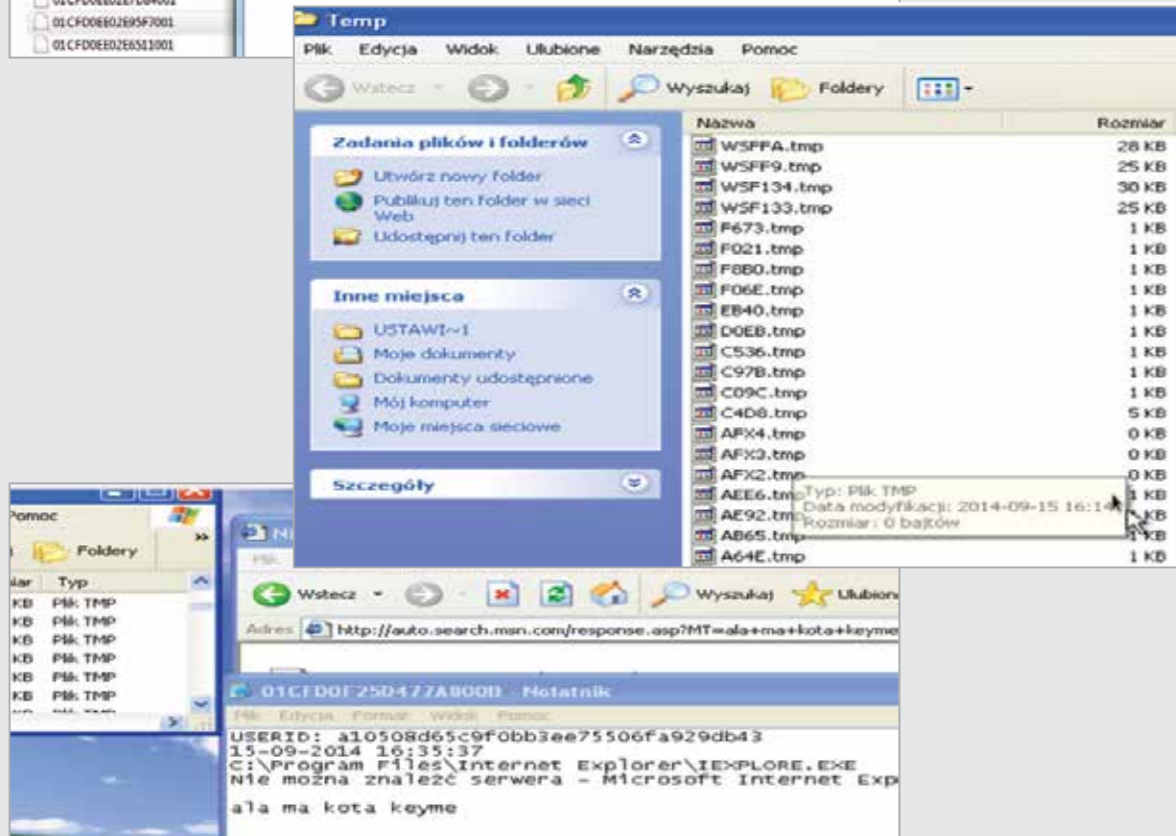 01CFD0EE02E95F7001
01CFD0EE02E6511001
Temp
Plik Edycja Widok Ulubione Narzędzia Pomoc
Wstecz Wyszukaj Foldery
Zadania plików i folderów
Utwórz nowy folder
Publikuj ten folder w sieci
Web
Udostępnij ten folder
Inne miejsca
USTAWI~1
Moje dokumenty
Dokumenty udostępnione
Mój komputer
Moje miejsca sieciowe
Szczegóły
Nazwa Rozmiar
WSFFA.tmp 28 KB
WSFF9.tmp 25 KB
WSF134.tmp 30 KB
WSF133.tmp 25 KB
F673.tmp 1 KB
F021.tmp 1 KB
F8B0.tmp 1 KB
F06E.tmp 1 KB
EB40.tmp 1 KB
D0EB.tmp 1 KB
C536.tmp 1 KB
C97B.tmp 1 KB
C09C.tmp 1 KB
C4D8.tmp 5 KB
AFX4.tmp 0 KB
AFX3.tmp 0 KB
AFX2.tmp 0 KB
AEE6.tm 1 KB
AE92.tm KB
AB65.tmp 1 KB
A64E.tmp 1 KB
Typ: Plik TMP
Data modyfikacji: 2014-09-15 16:14
Rozmiar: 0 bajtów
Pomoc
Foldery
iar Typ
KB Plik TMP
KB Plik TMP
KB Plik TMP
KB Plik TMP
KB Plik TMP
KB Plik TMP
Wstecz Wyszukaj Ulubion
Adres http://auto.search.msn.com/response.asp?MT=ala+ma+kota+keyme
01CFD0F25D477AB00B - Notatnik
Plik Edycja Format Widok Pomoc
USERID: a10508d65c9f0bb3ee75506fa929db43
15-09-2014 16:35:37
C:\Program Files\Internet Explorer\IEXPLORE.EXE
Nie można znaleźć serwera - Microsoft Internet Exp
ala ma kota keyme